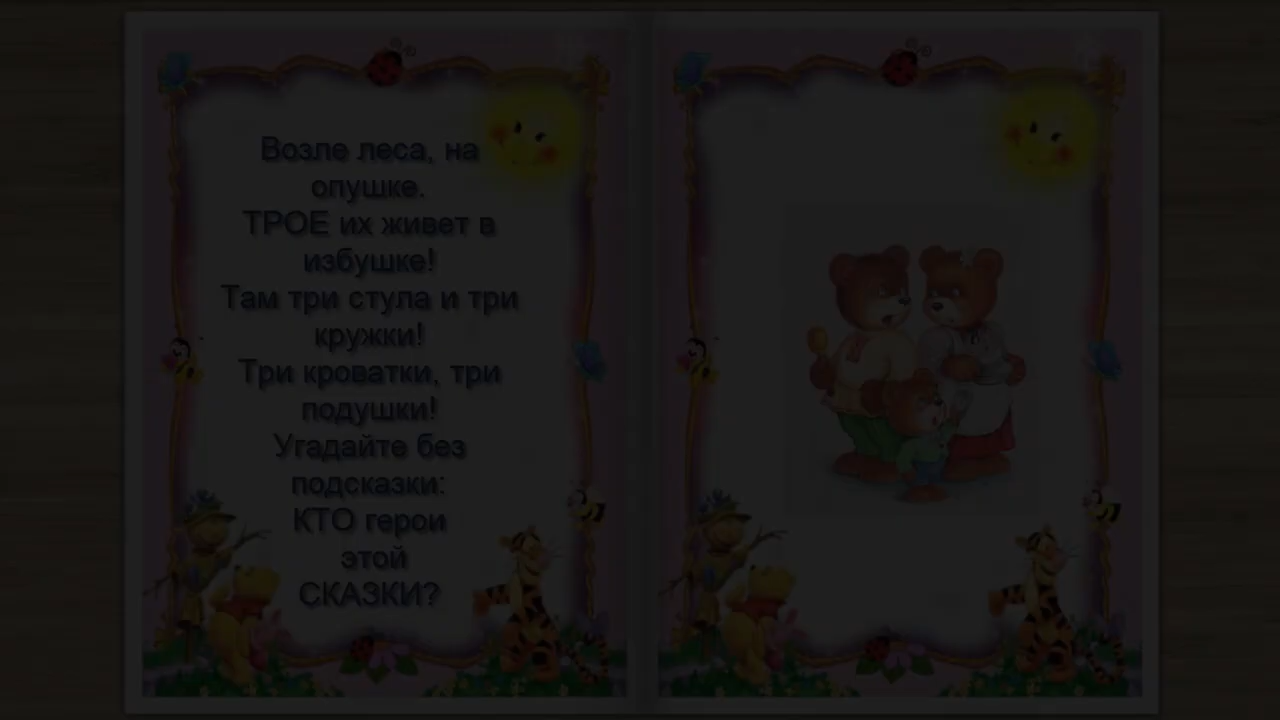 Возле леса, на
опушке.
ТРОЕ их живет в
избушке!
Там три стула и три
кружки!
Три кроватки, три
подушки!
Угадайте без
подсказки:
КТО герои
этой
СКАЗКИ?